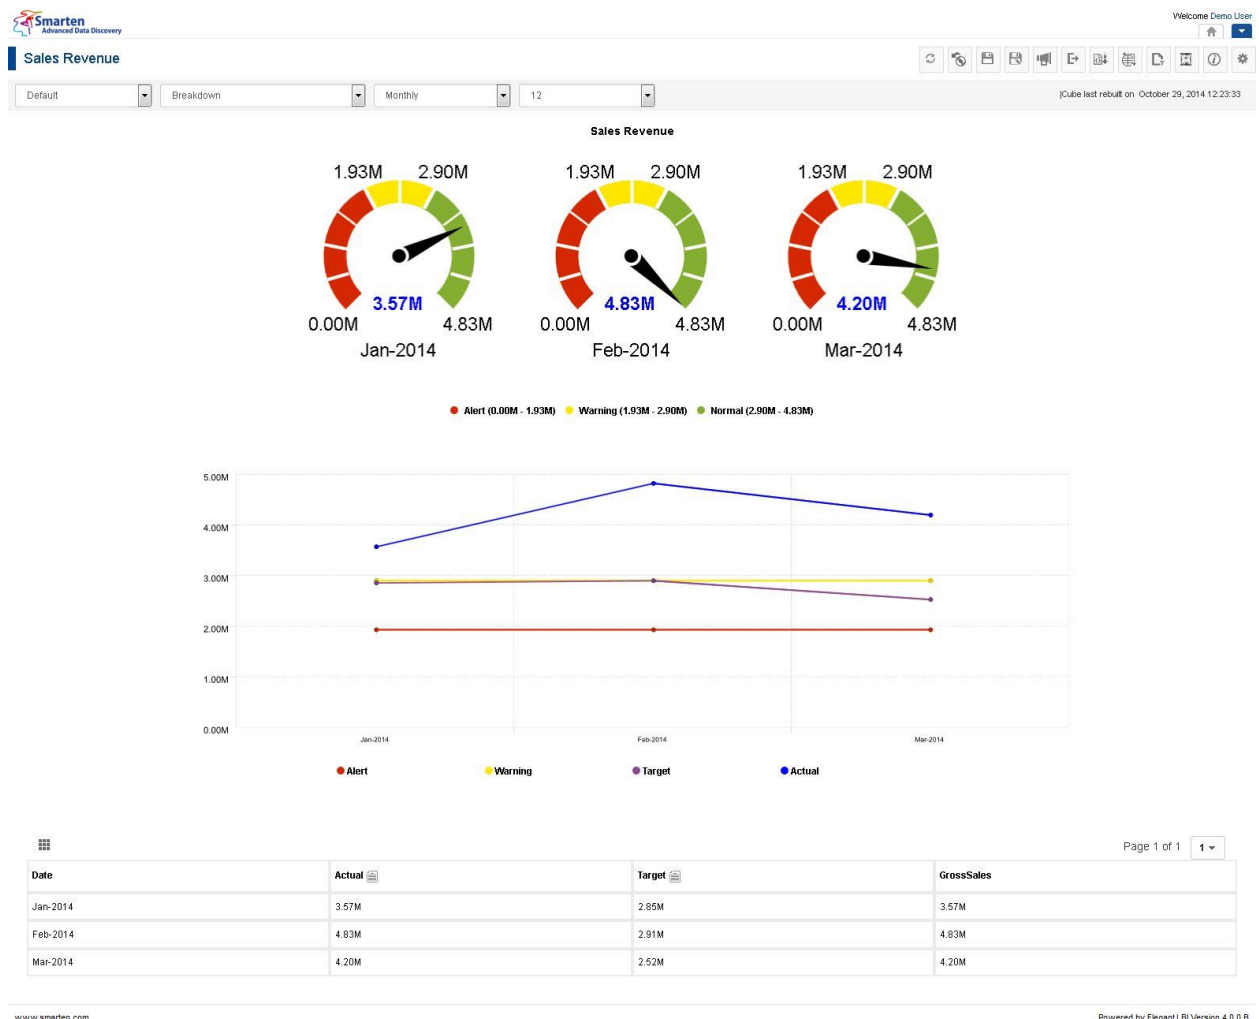 Smarten
Advanced Data Discovery
Welcome Demo User
Sales Revenue
Default Breakdown Monthly 12 |Cube last rebuilt on October 29, 2014 12:23:33
Sales Revenue
1.93M 2.90M 1.93M 2.90M 1.93M 2.90M
3.57M 4.83M 4.20M
0.00M 4.83M 0.00M 4.83M 0.00M 4.83M
Jan-2014 Feb-2014 Mar-2014
Alert (0.00M - 1.93M) Warning (1.93M - 2.90M) Normal (2.90M - 4.83M)
5.00M
4.00M
3.00M
2.00M
1.00M
0.00M
Jan-2014 Feb-2014 Mar-2014
Alert Warning Target Actual
Page 1 of 1 1
Date Actual Target GrossSales
Jan-2014 3.57M 2.85M 3.57M
Feb-2014 4.83M 2.91M 4.83M
Mar-2014 4.20M 2.52M 4.20M
www.smarten.com Powered by ElegantJ BI Version 4.0.0.B